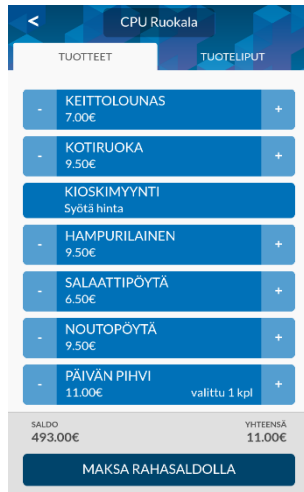 <
CPU Ruokala
TUOTTEET
TUOTELIPUT
KEITTOLOUNAS
- +
7.00€
KOTIRUOKA
- +
9.50€
KIOSKIMYYNTI
Syötä hinta
HAMPURILAINEN
- +
9.50€
SALAATTIPÖYTÄ
- +
6.50€
NOUTOPÖYTÄ
- +
9.50€
PÄIVÄN PIHVI
- +
11.00€ valittu 1 kpl
SALDO YHTEENSÄ
493.00€ 11.00€
MAKSA RAHASALDOLLA